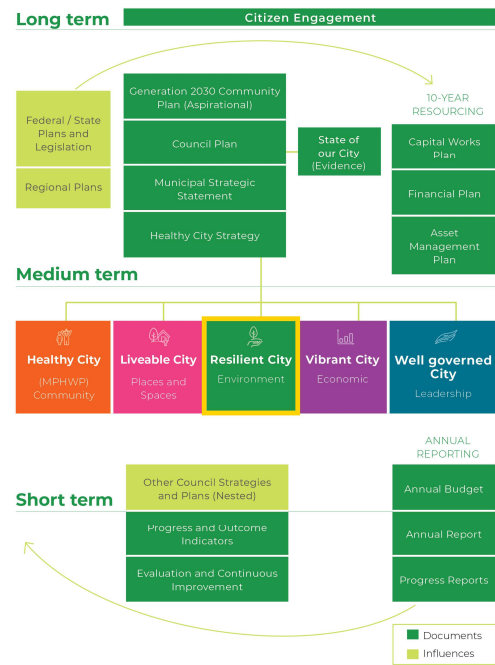 Long term
Citizen Engagement
Federal / State
Plans and
Legislation
Regional Plans
Generation 2030 Community
Plan (Aspirational)
Council Plan
Municipal Strategic
Statement
Healthy City Strategy
State of
our City
(Evidence)
10-YEAR
RESOURCING
Capital Works
Plan
Financial Plan
Asset
Management
Plan
Medium term
Healthy City
(MPHWP)
Community
Liveable City
Places and
Spaces
Resilient City
Environment
Vibrant City
Economic
Well governed
City
Leadership
Short term
Other Council Strategies
and Plans (Nested)
Progress and Outcome
Indicators
Evaluation and Continuous
Improvement
ANNUAL
REPORTING
Annual Budget
Annual Report
Progress Reports
Documents
Influences